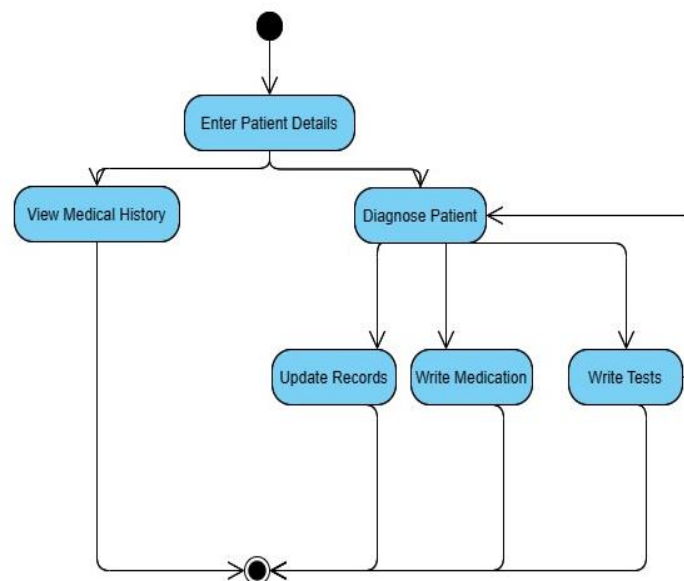 Enter Patient Details
View Medical History
Diagnose Patient
Update Records
Write Medication
Write Tests